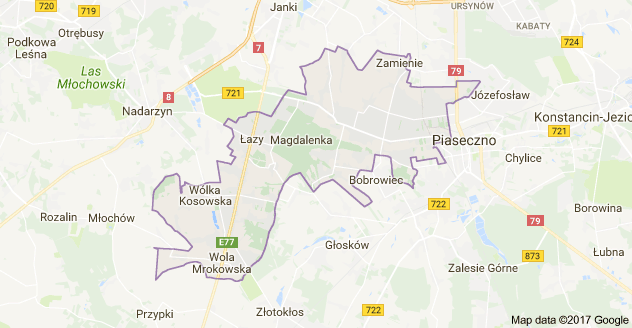 720
719
Otrębusy
Podkowa
Leśna
Las
Młochowski
Nadarzyn
8
Janki
7
721
URSYNÓW
KABATY
724
Zamienie
79
Józefosław
Konstancin-Jezio
721
Łazy
Magdalenka
Piaseczno
Chylice
Bobrowiec
722
Wólka
Kosowska
Rozalin
Młochów
E77
Wola
Mrokowska
Głosków
79
Borowina
873
Łubna
Zalesie Górne
Przypki
Złotokłos
722
Map data ©2017 Google